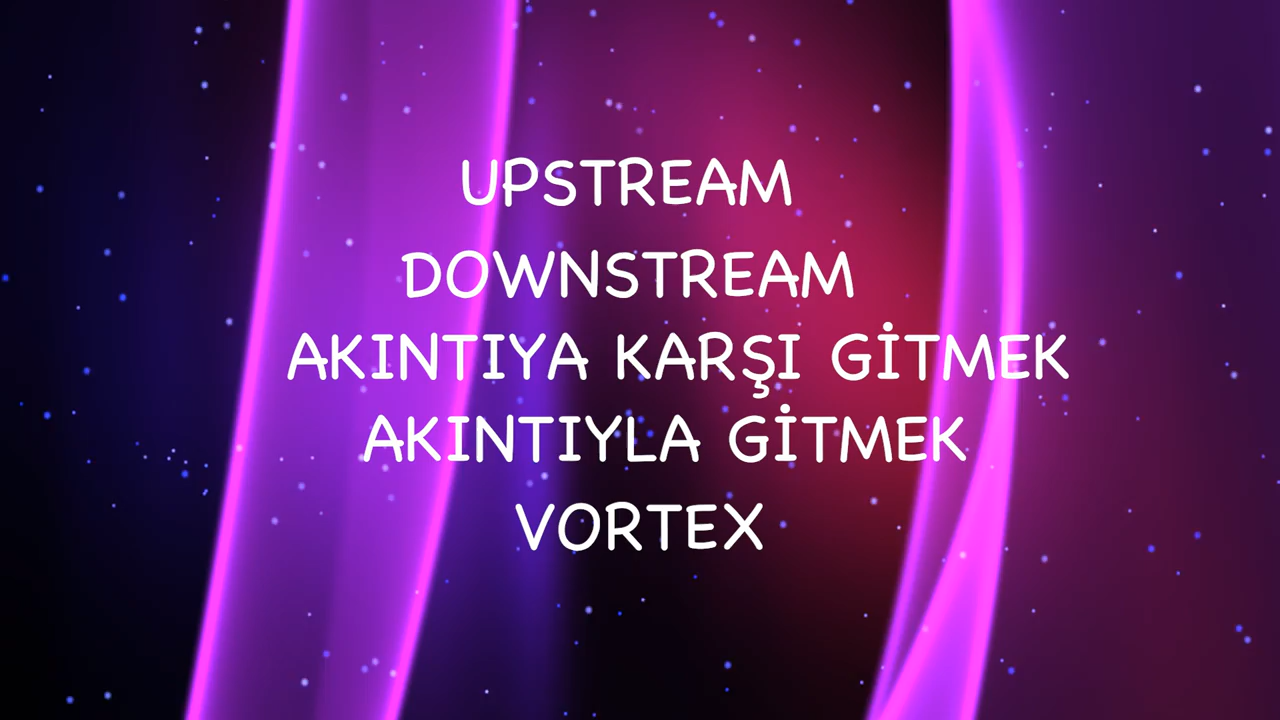 UPSTREAM
DOWNSTREAM
AKINTIYA KARŞI GİTMEK
AKINTIYLA GİTMEK
VORTEX